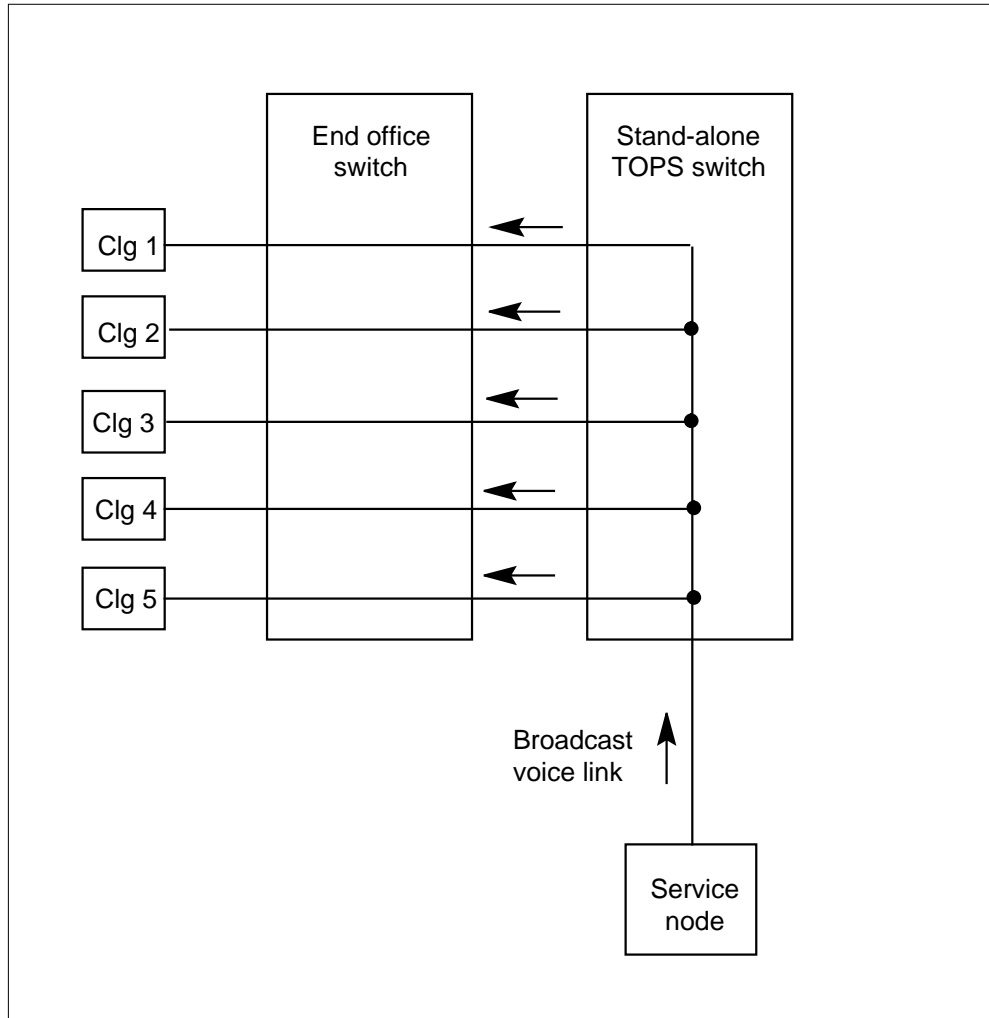 End office
switch
Stand-alone
TOPS switch
Clg 1
Clg 2
Clg 3
Clg 4
Clg 5
Broadcast
voice link
Service
node